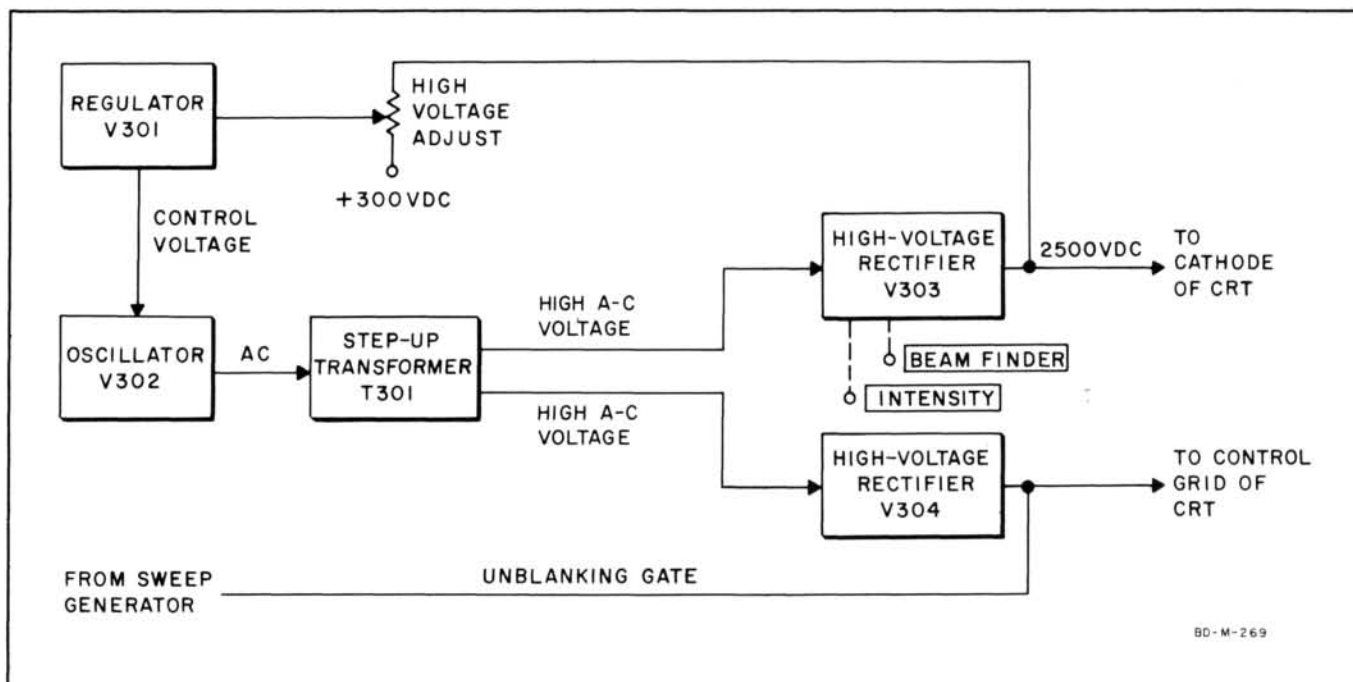 REGULATOR
V301
HIGH
VOLTAGE
ADJUST
+300VDC
CONTROL
VOLTAGE
OSCILLATOR
V302
AC
STEP-UP
TRANSFORMER
T301
HIGH A-C
VOLTAGE
HIGH A-C
VOLTAGE
HIGH-VOLTAGE
RECTIFIER
V303
2500VDC
TO
CATHODE
OF CRT
BEAM FINDER
INTENSITY
HIGH-VOLTAGE
RECTIFIER
V304
TO CONTROL
GRID OF
CRT
FROM SWEEP
GENERATOR
UNBLANKING GATE
BD-M-269